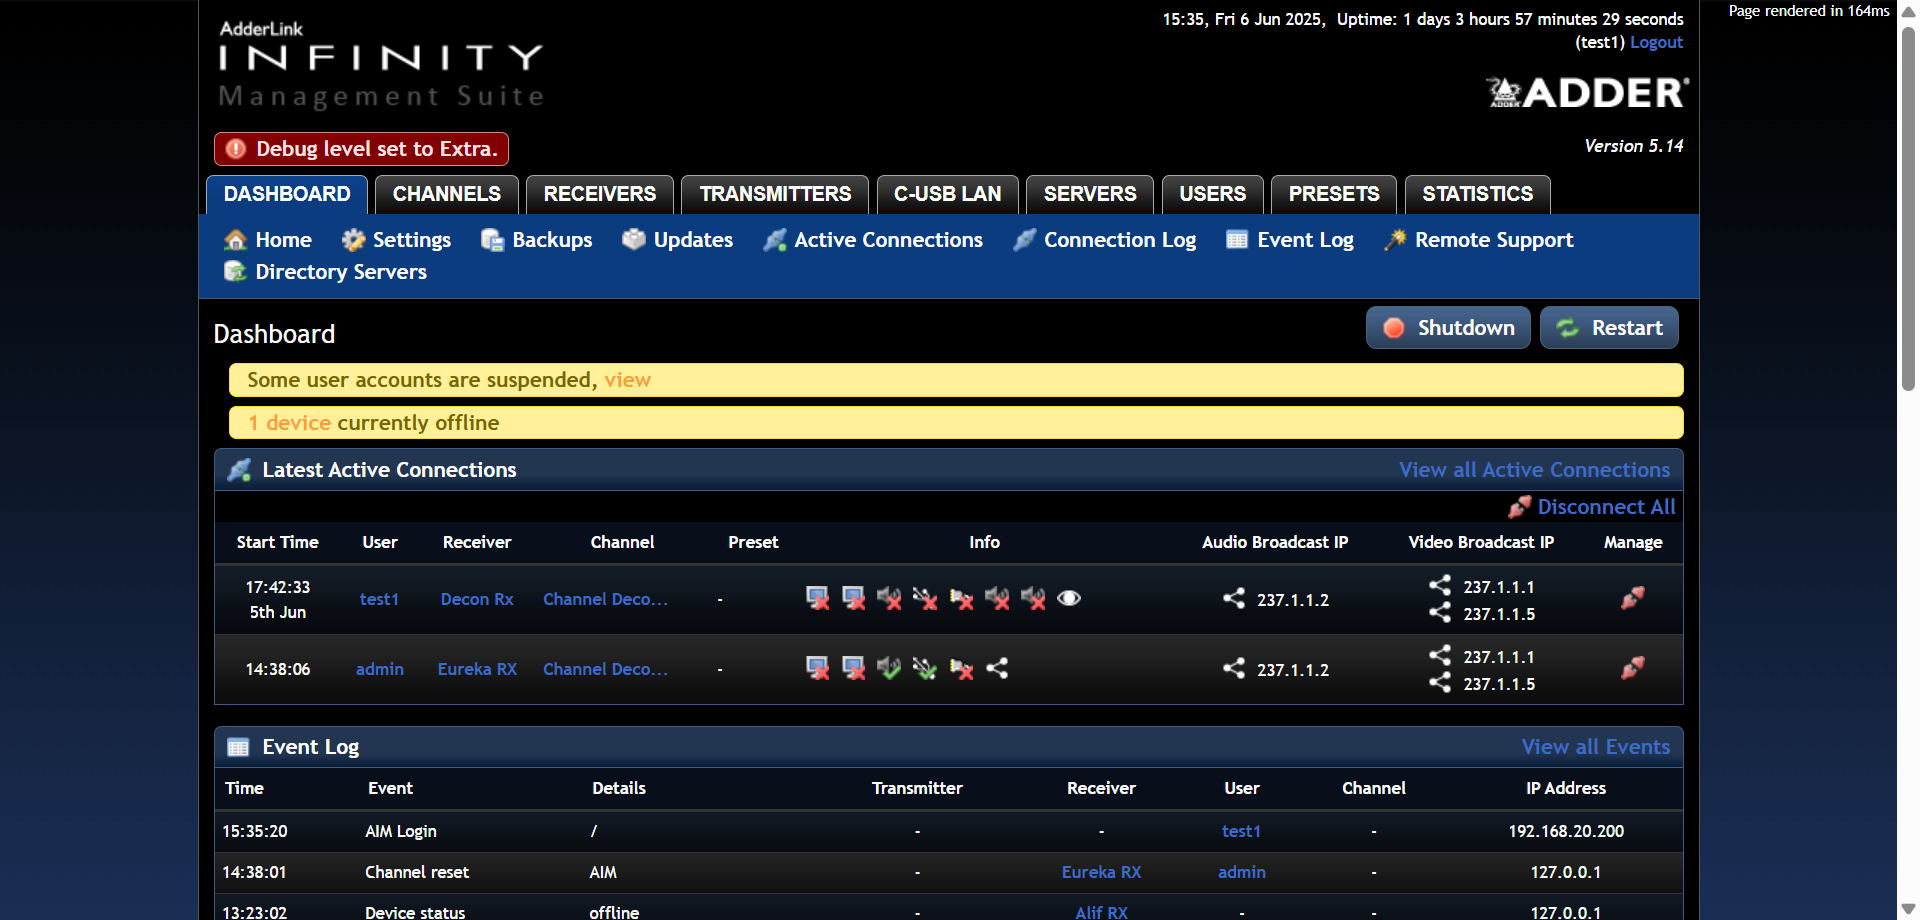 Page rendered in 164ms
AdderLink
INFINITY
Management Suite
15:35, Fri 6 Jun 2025, Uptime: 1 days 3 hours 57 minutes 29 seconds
(test1) Logout
ADDER
ADDER®
Debug level set to Extra.
Version 5.14
DASHBOARD CHANNELS RECEIVERS TRANSMITTERS C-USB LAN SERVERS USERS PRESETS STATISTICS
Home Settings Backups Updates Active Connections Connection Log Event Log Remote Support
Directory Servers
Dashboard
Shutdown Restart
Some user accounts are suspended, view
1 device currently offline
Latest Active Connections View all Active Connections
Disconnect All
Start Time User Receiver Channel Preset Info Audio Broadcast IP Video Broadcast IP Manage
17:42:33
5th Jun
test1 Decon Rx Channel Deco... - 237.1.1.2
237.1.1.1
237.1.1.5
14:38:06 admin Eureka RX Channel Deco... - 237.1.1.2
237.1.1.1
237.1.1.5
Event Log View all Events
Time Event Details Transmitter Receiver User Channel IP Address
15:35:20 AIM Login / - - test1 - 192.168.20.200
14:38:01 Channel reset AIM - Eureka RX admin - 127.0.0.1
13:23:02 Device status offline - Alif RX - - 127.0.0.1